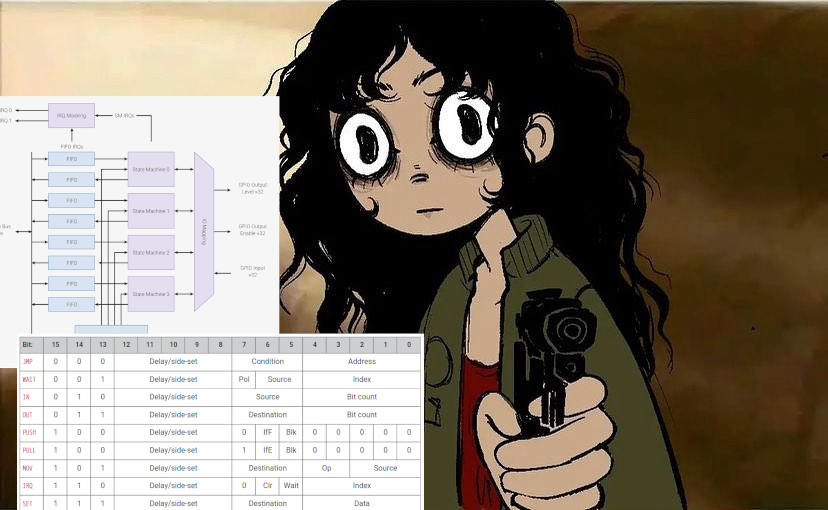 IRQ 0
IRQ 1
IRQ Masking
SM IRQs
FIFO IRQs
FIFO
FIFO
FIFO
FIFO
FIFO
FIFO
FIFO
FIFO
State Machine 0
State Machine 1
State Machine 2
State Machine 3
IO Mapping
GPIO Output
Level x32
GPIO Output
Enable x32
GPIO Input
x32
Bus
Bit: 15 14 13 12 11 10 9 8 7 6 5 4 3 2 1 0
JMP 0 0 0 Delay/side-set Condition Address
WAIT 0 0 1 Delay/side-set Pol Source Index
IN 0 1 0 Delay/side-set Source Bit count
OUT 0 1 1 Delay/side-set Destination Bit count
PUSH 1 0 0 Delay/side-set 0 IfF Blk 0 0 0 0 0
PULL 1 0 0 Delay/side-set 1 IfE Blk 0 0 0 0 0
MOV 1 0 1 Delay/side-set Destination Op Source
IRQ 1 1 0 Delay/side-set 0 Clr Wait Index
SET 1 1 1 Delay/side-set Destination Data